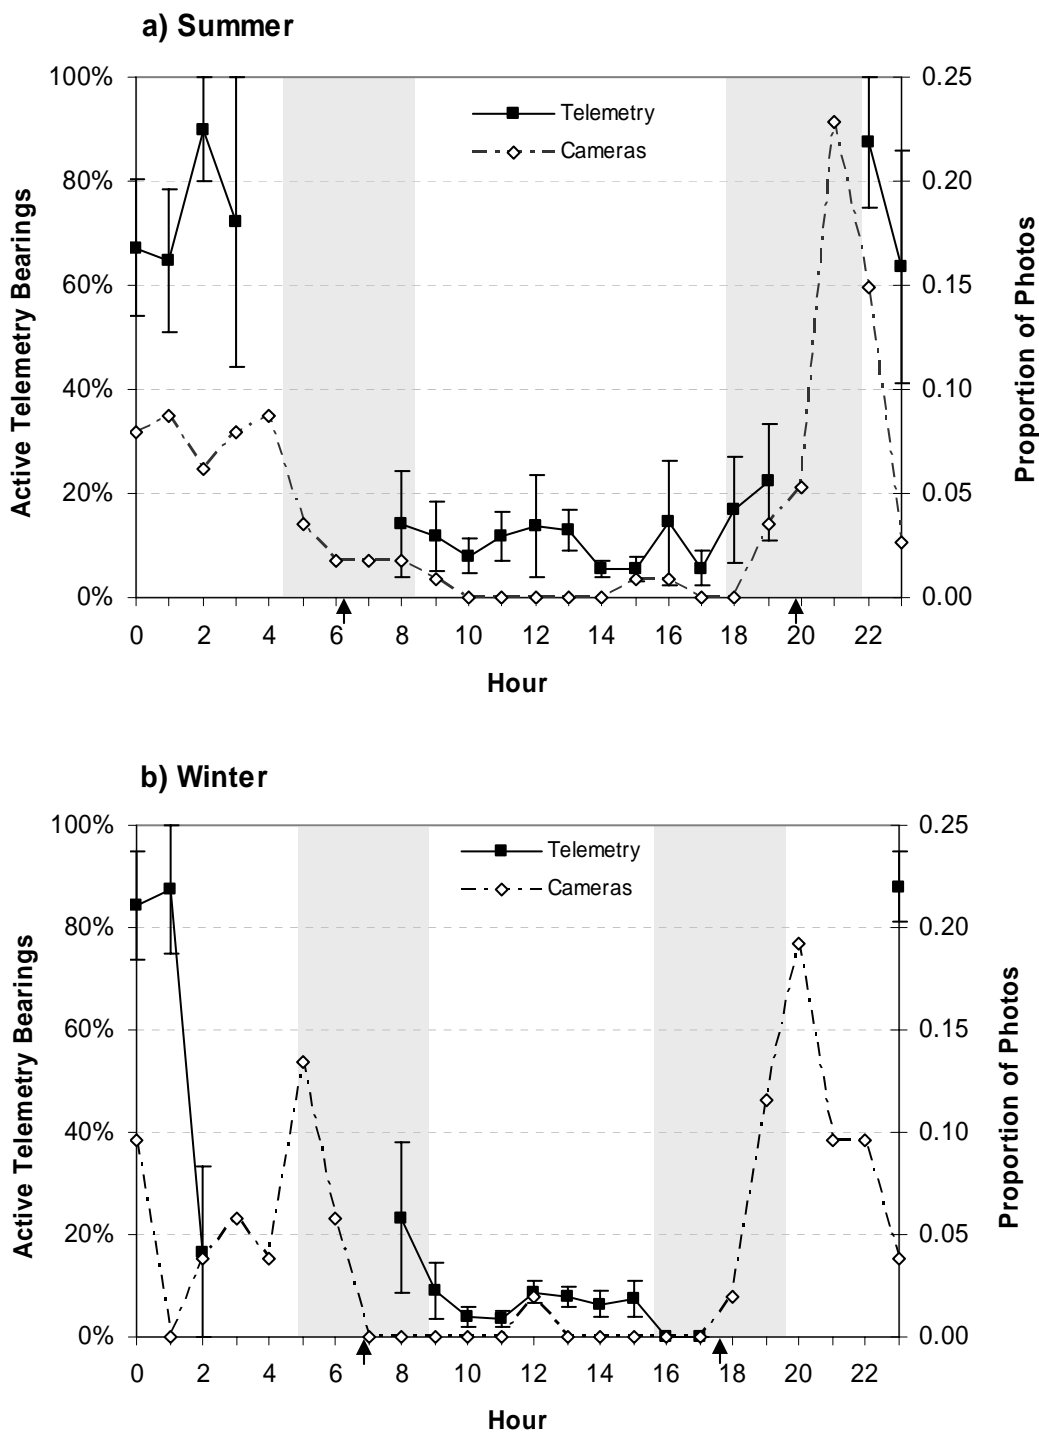 a) Summer
100% 80% 60% 40% 20% 0%
Active Telemetry Bearings
Telemetry
Cameras
0.25 0.20 0.15 0.10 0.05 0.00
Proportion of Photos
0 2 4 6 8 10 12 14 16 18 20 22
Hour
b) Winter
100% 80% 60% 40% 20% 0%
Active Telemetry Bearings
Telemetry
Cameras
0.25 0.20 0.15 0.10 0.05 0.00
Proportion of Photos
0 2 4 6 8 10 12 14 16 18 20 22
Hour